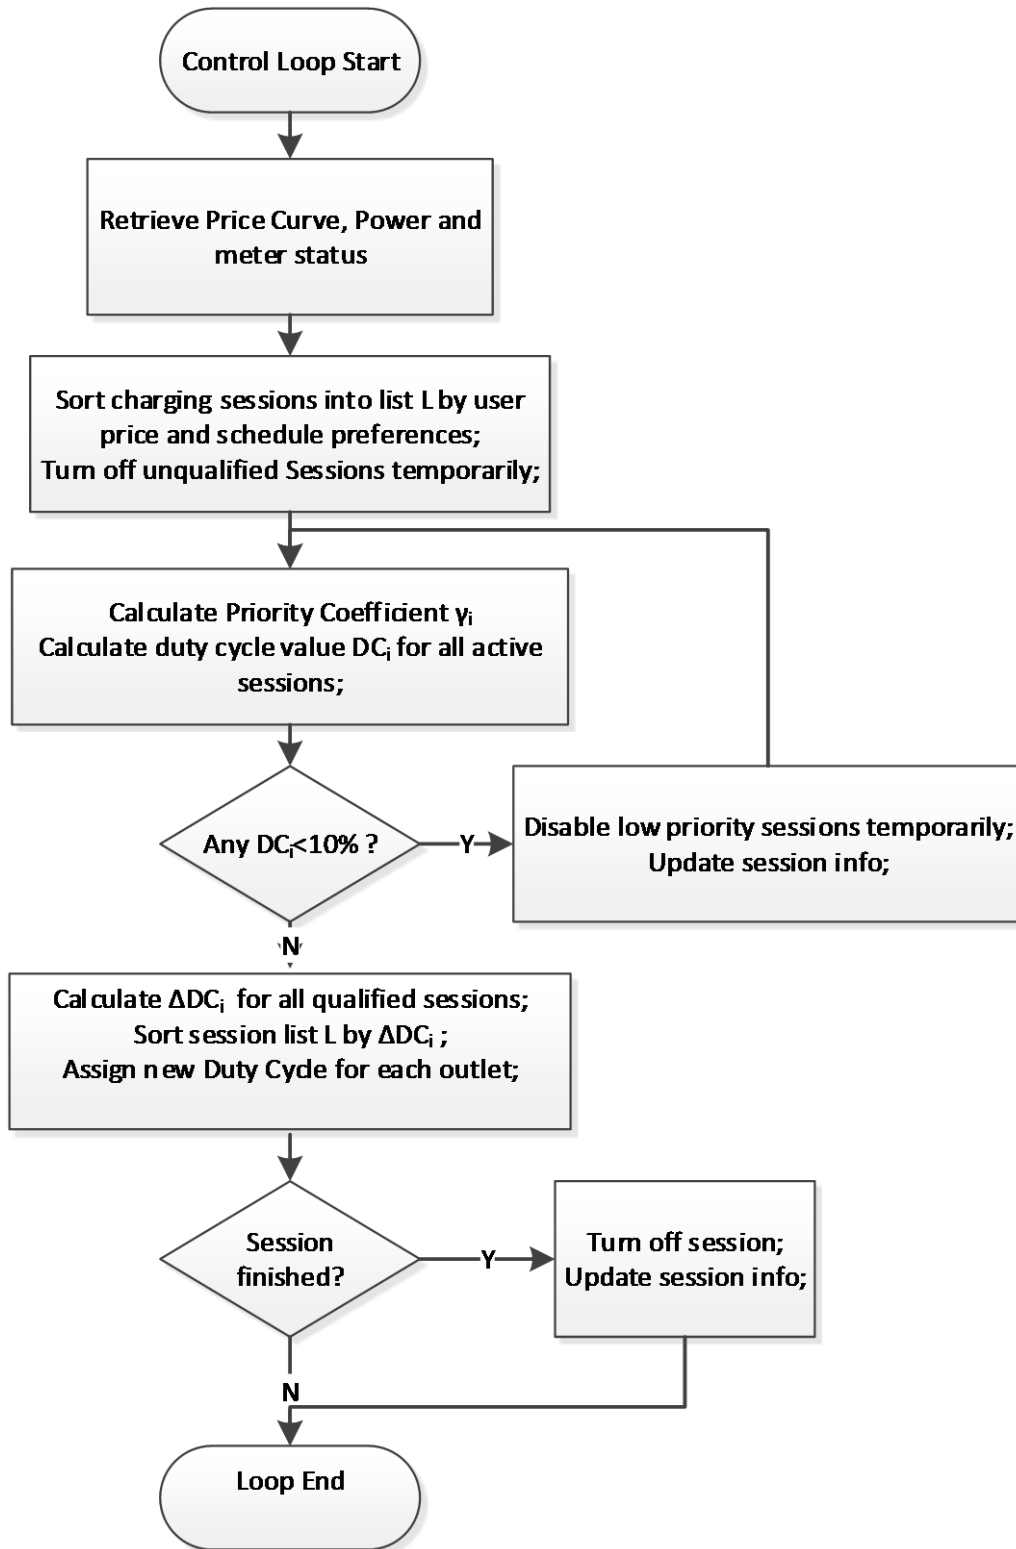 Control Loop Start
Retrieve Price Curve, Power and
meter status
Sort charging sessions into list L by user
price and schedule preferences;
Turn off unqualified Sessions temporarily;
Calculate Priority Coefficient γᵢ
Calculate duty cycle value DCᵢ for all active
sessions;
Any DCᵢ<10% ?
Y
Disable low priority sessions temporarily;
Update session info;
N
Calculate ΔDCᵢ for all qualified sessions;
Sort session list L by ΔDCᵢ ;
Assign new Duty Cycle for each outlet;
Session
finished?
Y
Turn off session;
Update session info;
N
Loop End